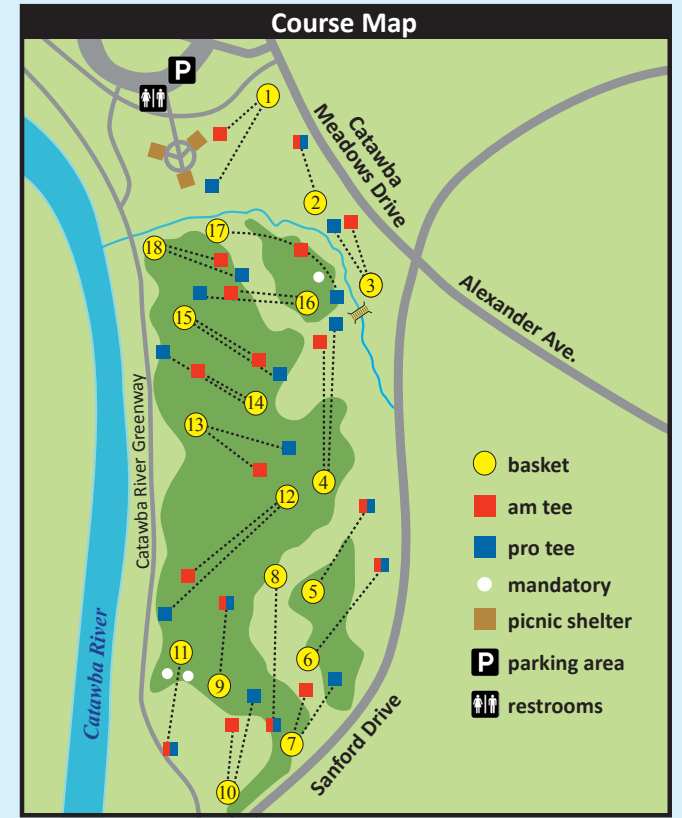 Course Map
P
1
Catawba
Meadows Drive
2
17
18
3
16
Alexander Ave.
15
14
13
Catawba River Greenway
4
12
8
5
11
6
9
7
10
Catawba River
Sanford Drive
basket
am tee
pro tee
mandatory
picnic shelter
P
parking area
restrooms